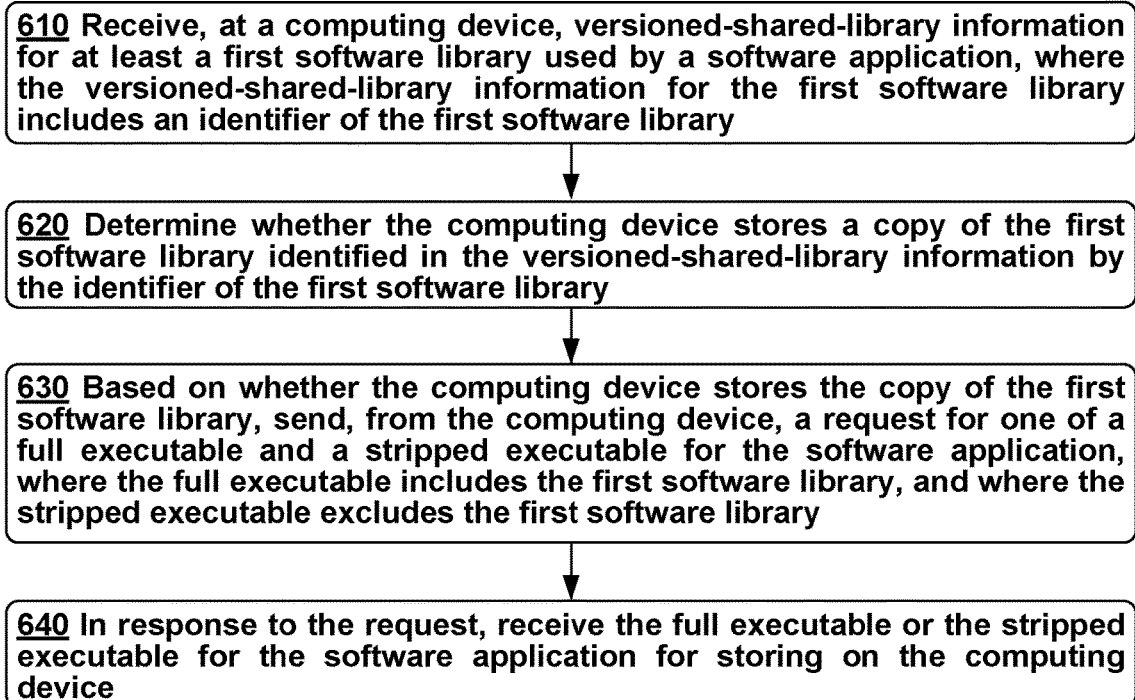 610 Receive, at a computing device, versioned-shared-library information
for at least a first software library used by a software application, where
the versioned-shared-library information for the first software library
includes an identifier of the first software library
620 Determine whether the computing device stores a copy of the first
software library identified in the versioned-shared-library information by
the identifier of the first software library
630 Based on whether the computing device stores the copy of the first
software library, send, from the computing device, a request for one of a
full executable and a stripped executable for the software application,
where the full executable includes the first software library, and where the
stripped executable excludes the first software library
640 In response to the request, receive the full executable or the stripped
executable for the software application for storing on the computing
device